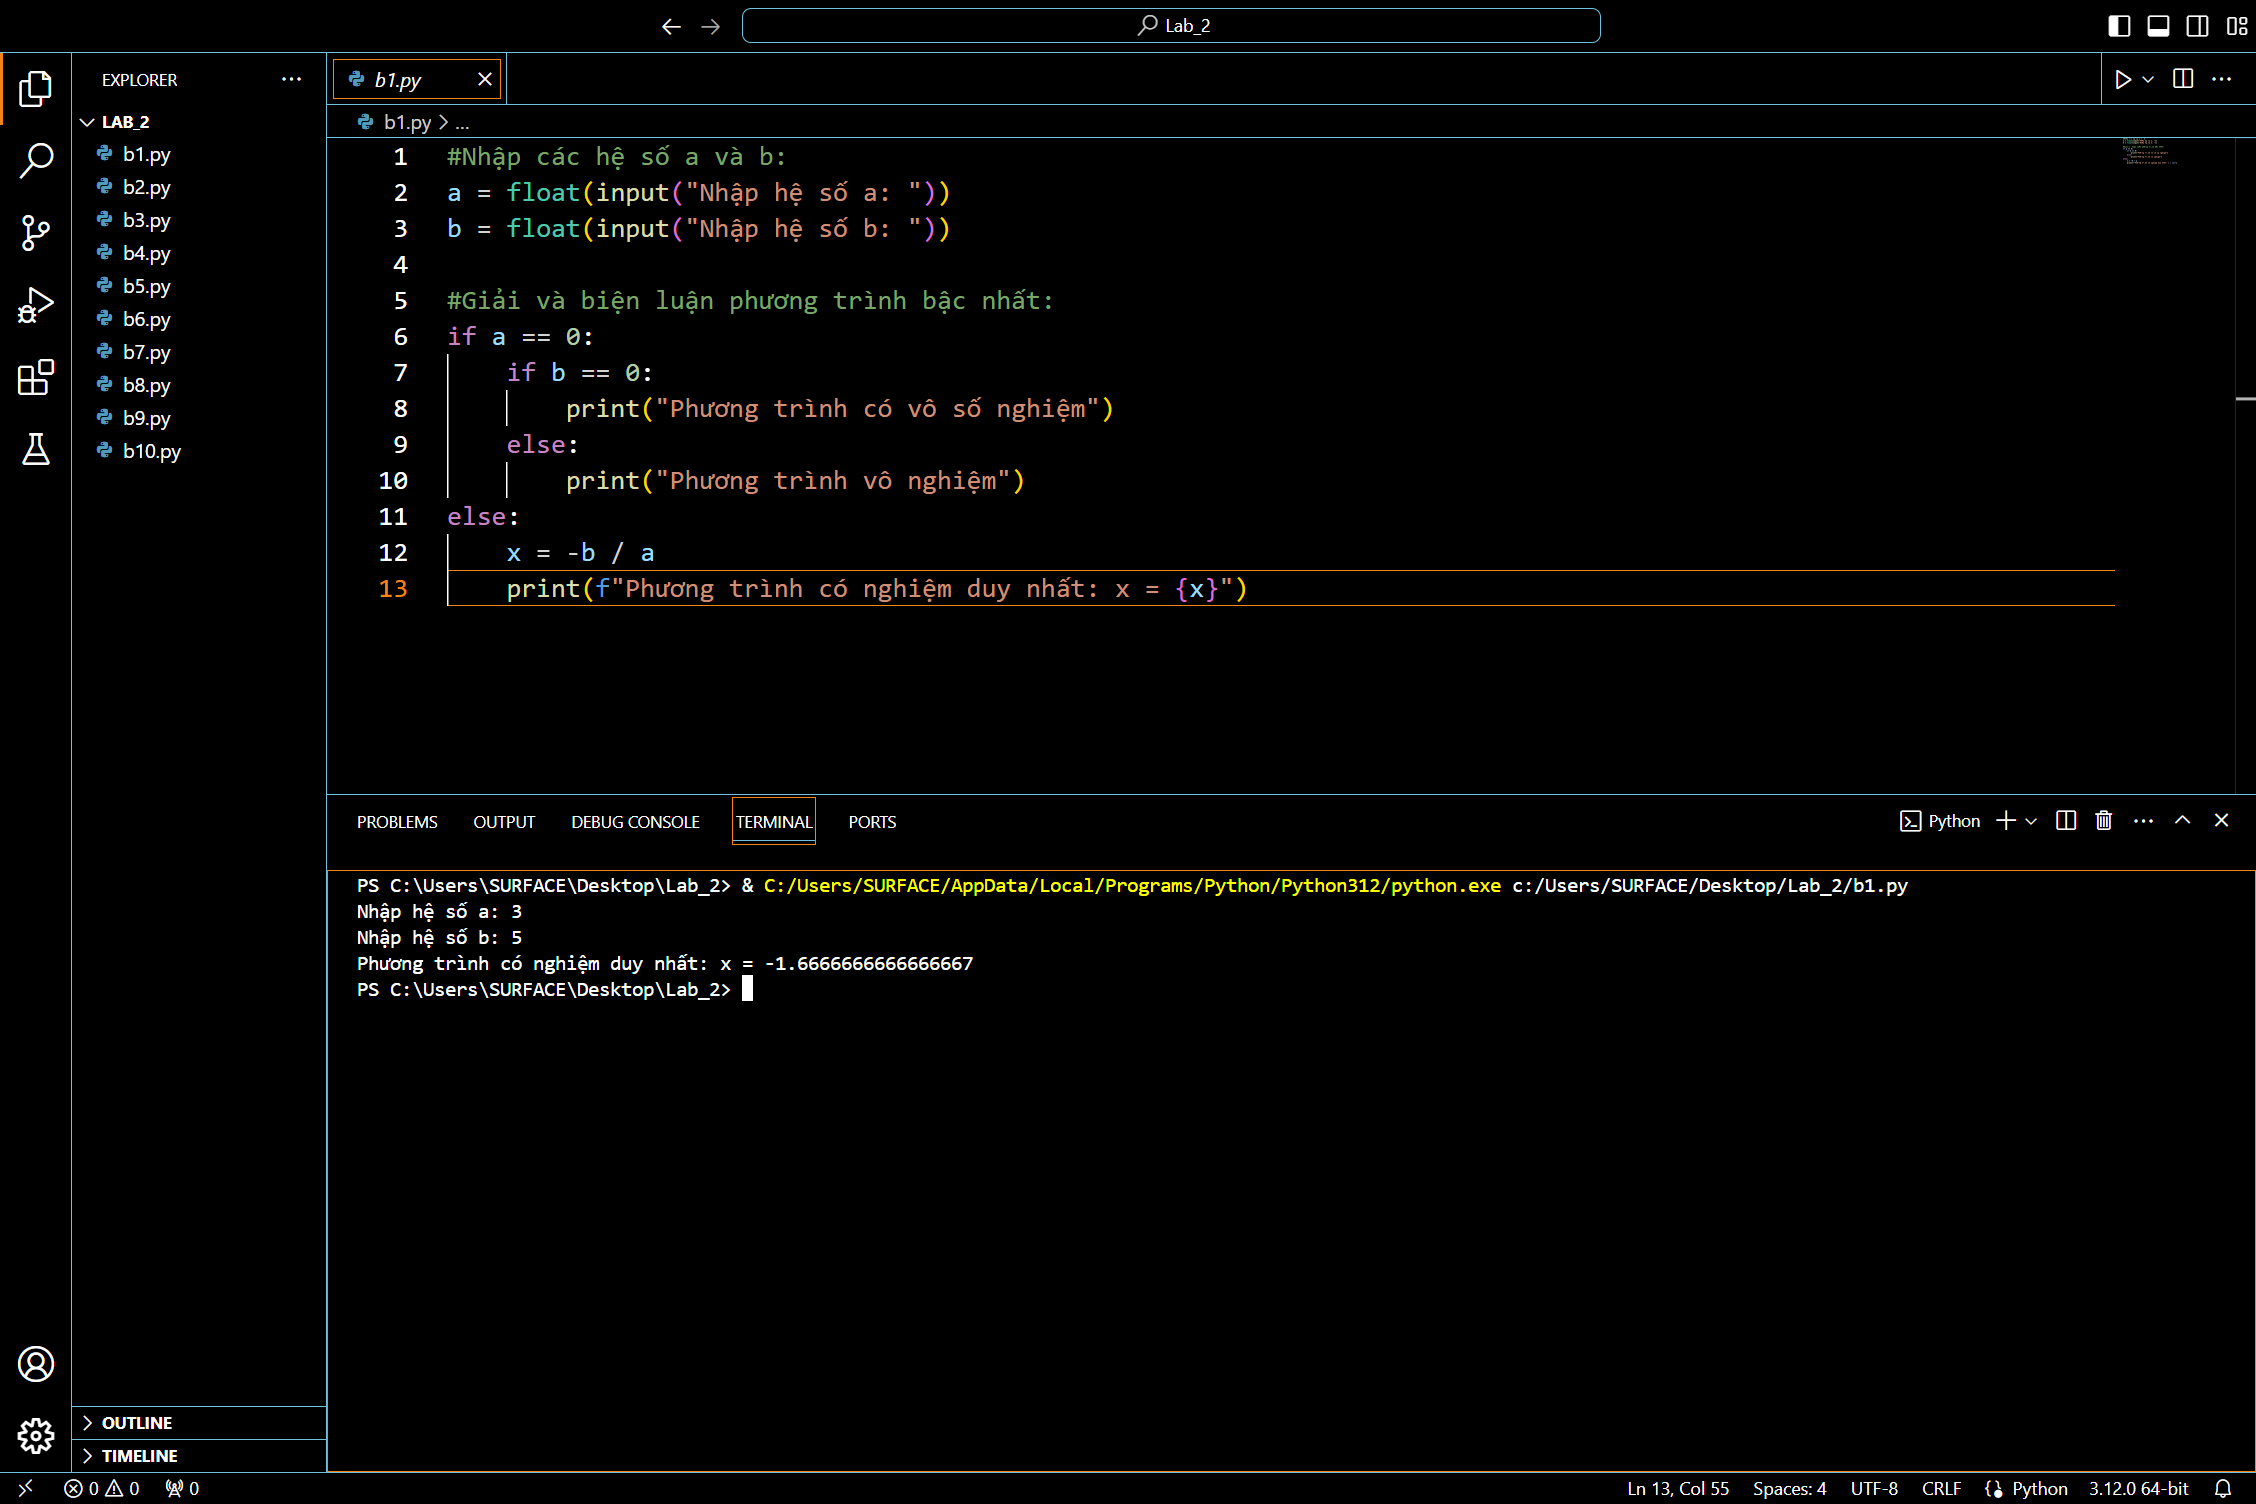 Lab_2
EXPLORER
LAB_2
b1.py
b2.py
b3.py
b4.py
b5.py
b6.py
b7.py
b8.py
b9.py
b10.py
OUTLINE
TIMELINE
b1.py
b1.py > ...
1 #Nhập các hệ số a và b:
2 a = float(input("Nhập hệ số a: "))
3 b = float(input("Nhập hệ số b: "))
4
5 #Giải và biện luận phương trình bậc nhất:
6 if a == 0:
7     if b == 0:
8         print("Phương trình có vô số nghiệm")
9     else:
10         print("Phương trình vô nghiệm")
11 else:
12     x = -b / a
13     print(f"Phương trình có nghiệm duy nhất: x = {x}")
PROBLEMS OUTPUT DEBUG CONSOLE TERMINAL PORTS Python
PS C:\Users\SURFACE\Desktop\Lab_2> & C:/Users/SURFACE/AppData/Local/Programs/Python/Python312/python.exe c:/Users/SURFACE/Desktop/Lab_2/b1.py
Nhập hệ số a: 3
Nhập hệ số b: 5
Phương trình có nghiệm duy nhất: x = -1.6666666666666667
PS C:\Users\SURFACE\Desktop\Lab_2>
0 0 0 Ln 13, Col 55 Spaces: 4 UTF-8 CRLF Python 3.12.0 64-bit